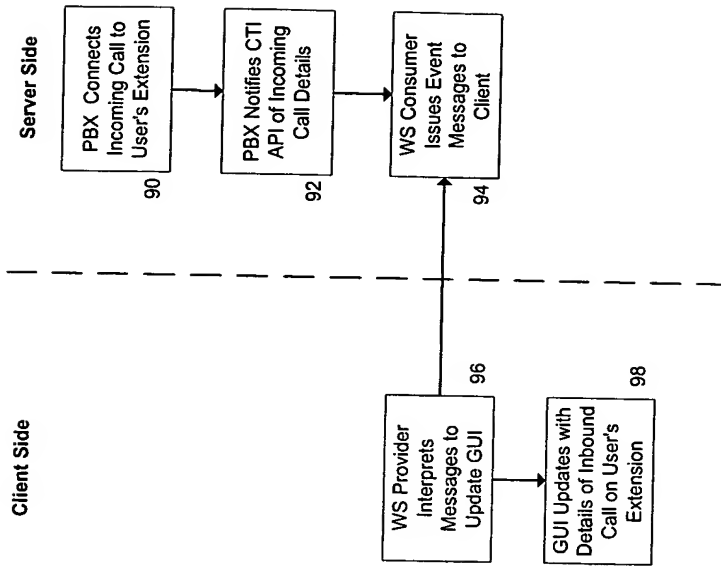 Client Side
Server Side
PBX Connects
Incoming Call to
User's Extension
90
PBX Notifies CTI
API of Incoming
Call Details
92
WS Consumer
Issues Event
Messages to
Client
94
WS Provider
Interprets
Messages to
Update GUI
96
GUI Updates with
Details of Inbound
Call on User's
Extension
98